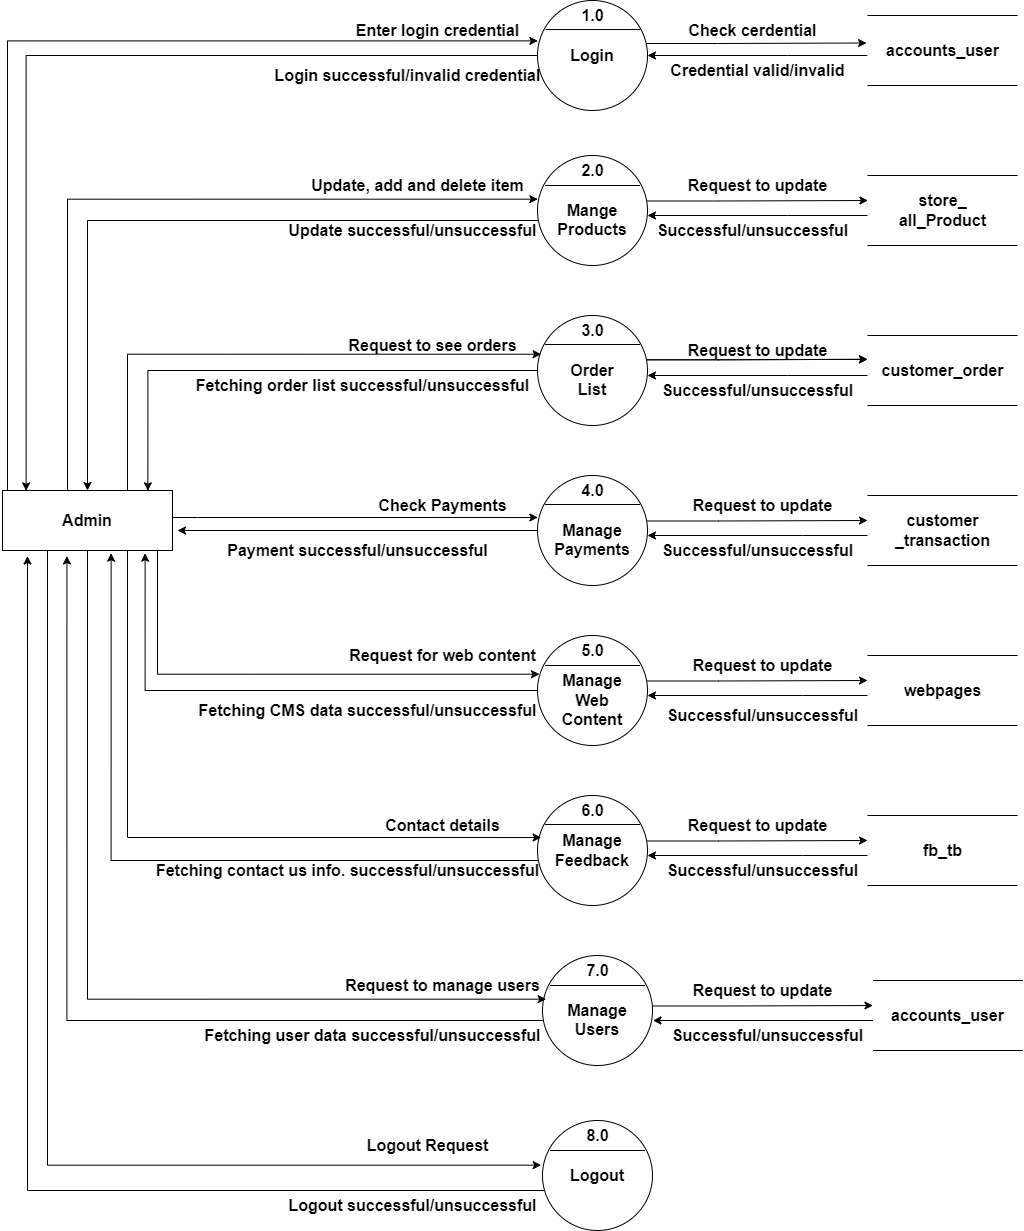 1.0
Enter login credential
Check cerdential
Login
accounts_user
Login successful/invalid credential
Credential valid/invalid
2.0
Update, add and delete item
Request to update
Mange
Products
store_
all_Product
Update successful/unsuccessful
Successful/unsuccessful
3.0
Request to see orders
Request to update
Order
List
customer_order
Fetching order list successful/unsuccessful
Successful/unsuccessful
4.0
Check Payments
Request to update
Admin
Manage
Payments
customer
_transaction
Payment successful/unsuccessful
Successful/unsuccessful
5.0
Request for web content
Request to update
Manage
Web
Content
webpages
Fetching CMS data successful/unsuccessful
Successful/unsuccessful
6.0
Contact details
Request to update
Manage
Feedback
fb_tb
Fetching contact us info. successful/unsuccessful
Successful/unsuccessful
7.0
Request to manage users
Request to update
Manage
Users
accounts_user
Fetching user data successful/unsuccessful
Successful/unsuccessful
8.0
Logout Request
Logout
Logout successful/unsuccessful